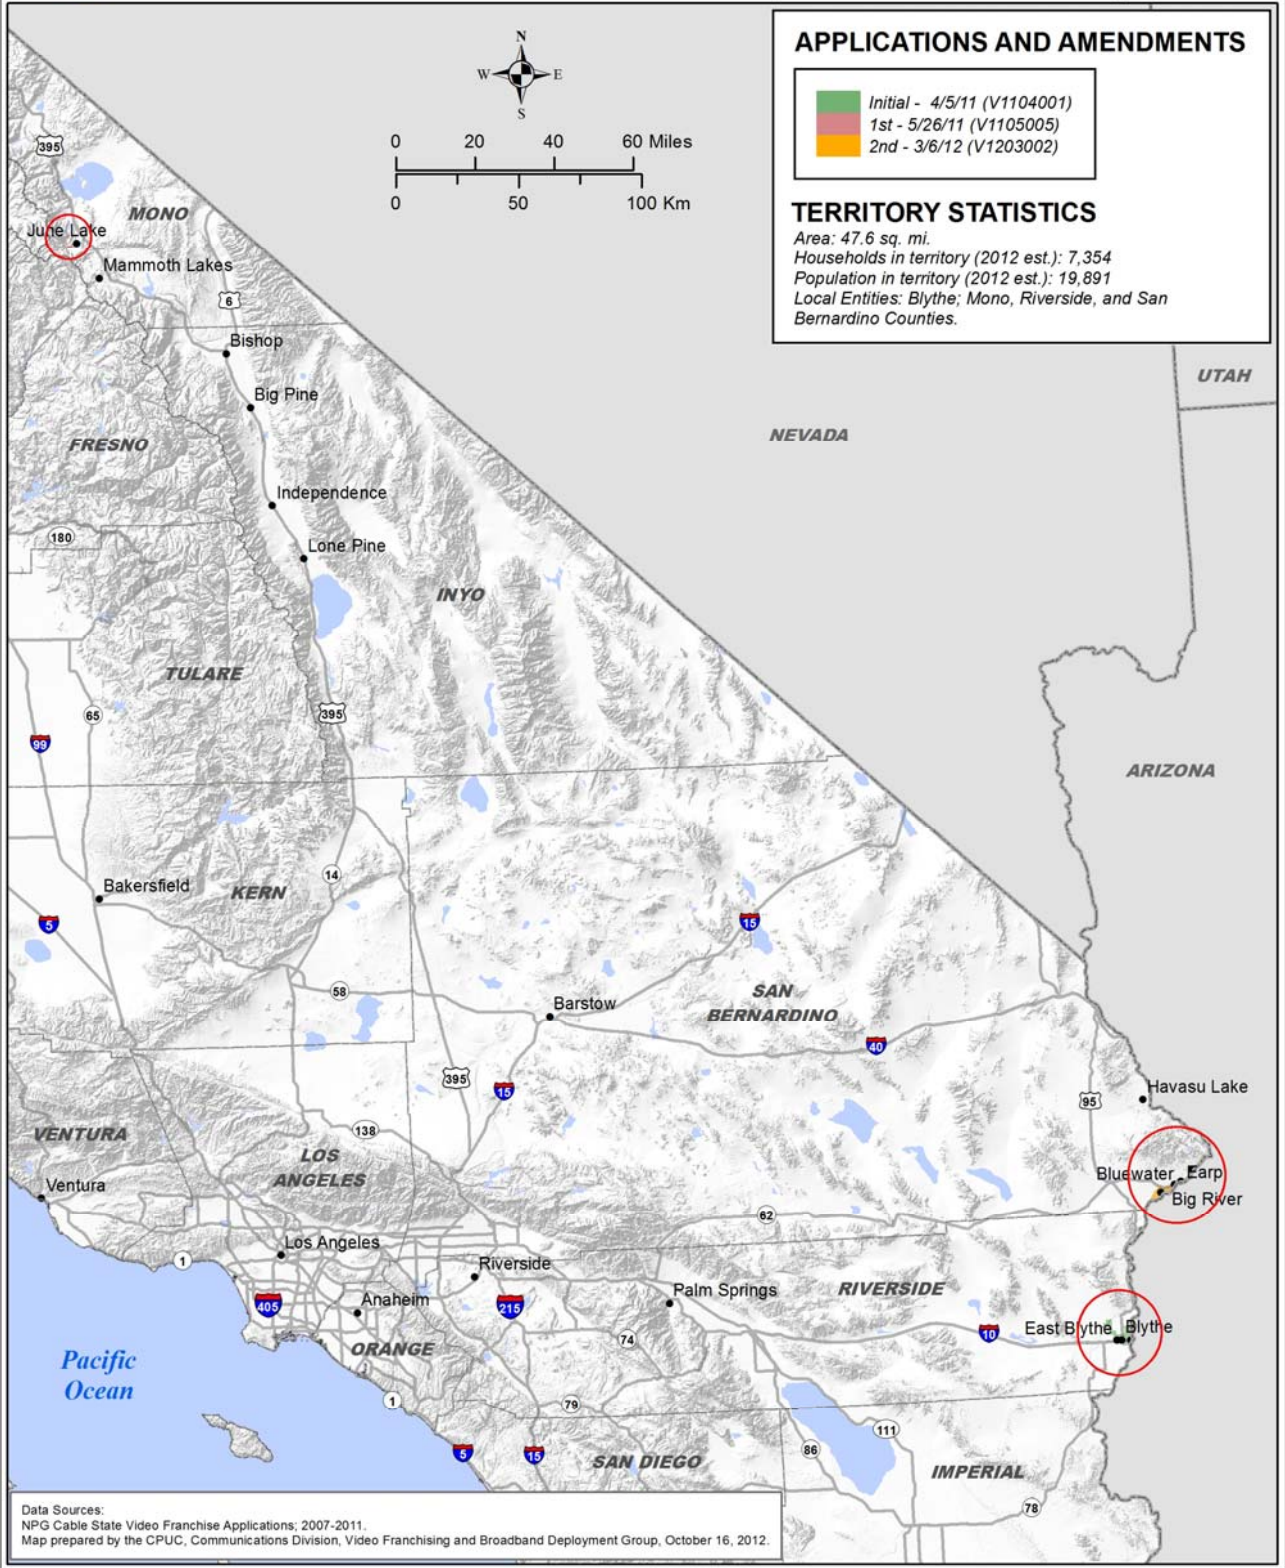 N
W
E
S
0 20 40 60 Miles
0 50 100 Km
APPLICATIONS AND AMENDMENTS
Initial - 4/5/11 (V1104001)
1st - 5/26/11 (V1105005)
2nd - 3/6/12 (V1203002)
TERRITORY STATISTICS
Area: 47.6 sq. mi.
Households in territory (2012 est.): 7,354
Population in territory (2012 est.): 19,891
Local Entities: Blythe; Mono, Riverside, and San
Bernardino Counties.
395
MONO
June Lake
Mammoth Lakes
6
Bishop
UTAH
Big Pine
NEVADA
FRESNO
Independence
180
Lone Pine
INYO
TULARE
395
65
99
ARIZONA
14
Bakersfield
KERN
15
5
58
SAN
BERNARDINO
Barstow
40
395
15
Havasu Lake
95
138
VENTURA
LOS
ANGELES
Bluewater
Earp
Ventura
Big River
62
Los Angeles
1
Riverside
Palm Springs
RIVERSIDE
405
Anaheim
215
74
10
East Blythe
Blythe
ORANGE
Pacific
Ocean
1
79
111
86
5
15
SAN DIEGO
IMPERIAL
78
Data Sources:
NPG Cable State Video Franchise Applications; 2007-2011.
Map prepared by the CPUC, Communications Division, Video Franchising and Broadband Deployment Group, October 16, 2012.